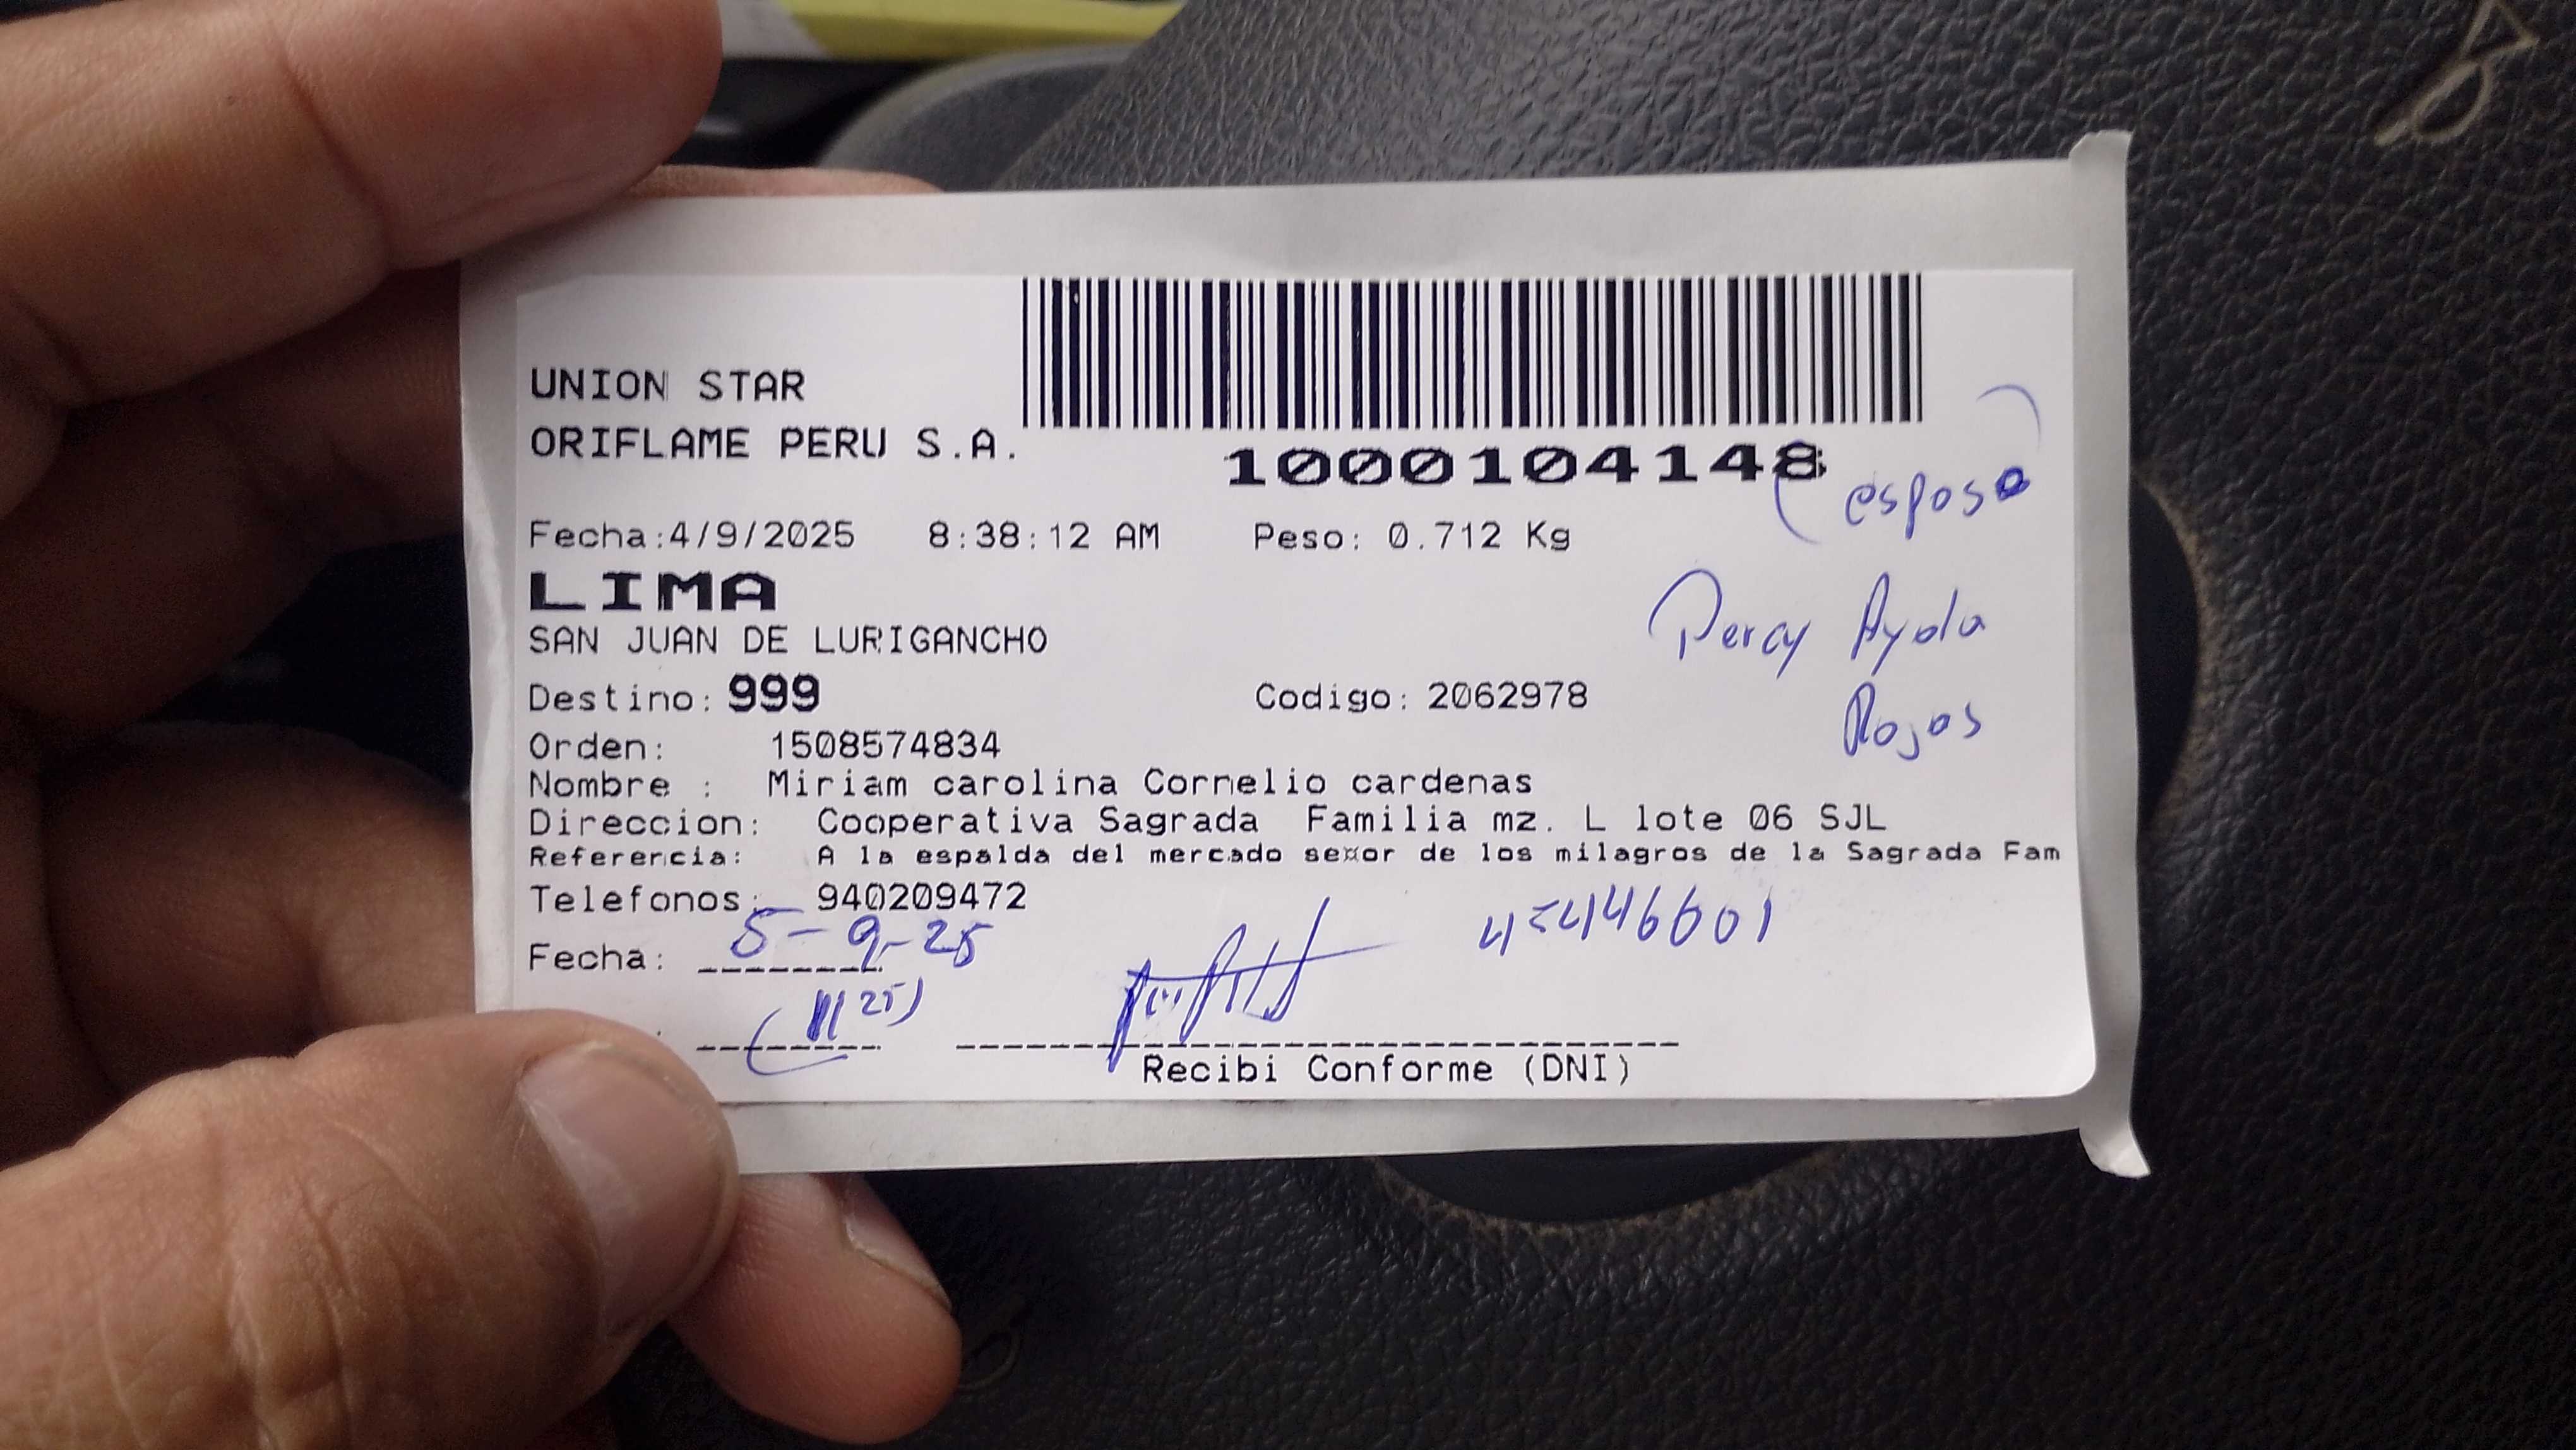 UNION STAR
ORIFLAME PERU S.A.
1000104148
(esposo)
Fecha:4/9/2025 8:38:12 AM Peso: 0.712 Kg
LIMA
Percy Ayala
SAN JUAN DE LURIGANCHO
Rojas
Destino: 999 Codigo: 2062978
Orden: 1508574834
Nombre : Miriam carolina Cornelio cardenas
Direccion: Cooperativa Sagrada Familia mz. L lote 06 SJL
Referencia: A la espalda del mercado se¤or de los milagros de la Sagrada Fam
Telefonos: 940209472
Fecha: 5-9-25
Recibi Conforme (DNI)